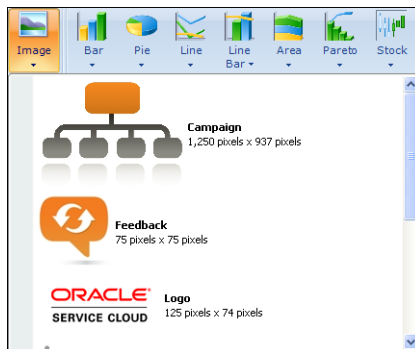 Image Bar Pie Line Line Bar Area Pareto Stock
Campaign
1,250 pixels x 937 pixels
Feedback
75 pixels x 75 pixels
ORACLE®
SERVICE CLOUD
Logo
125 pixels x 74 pixels